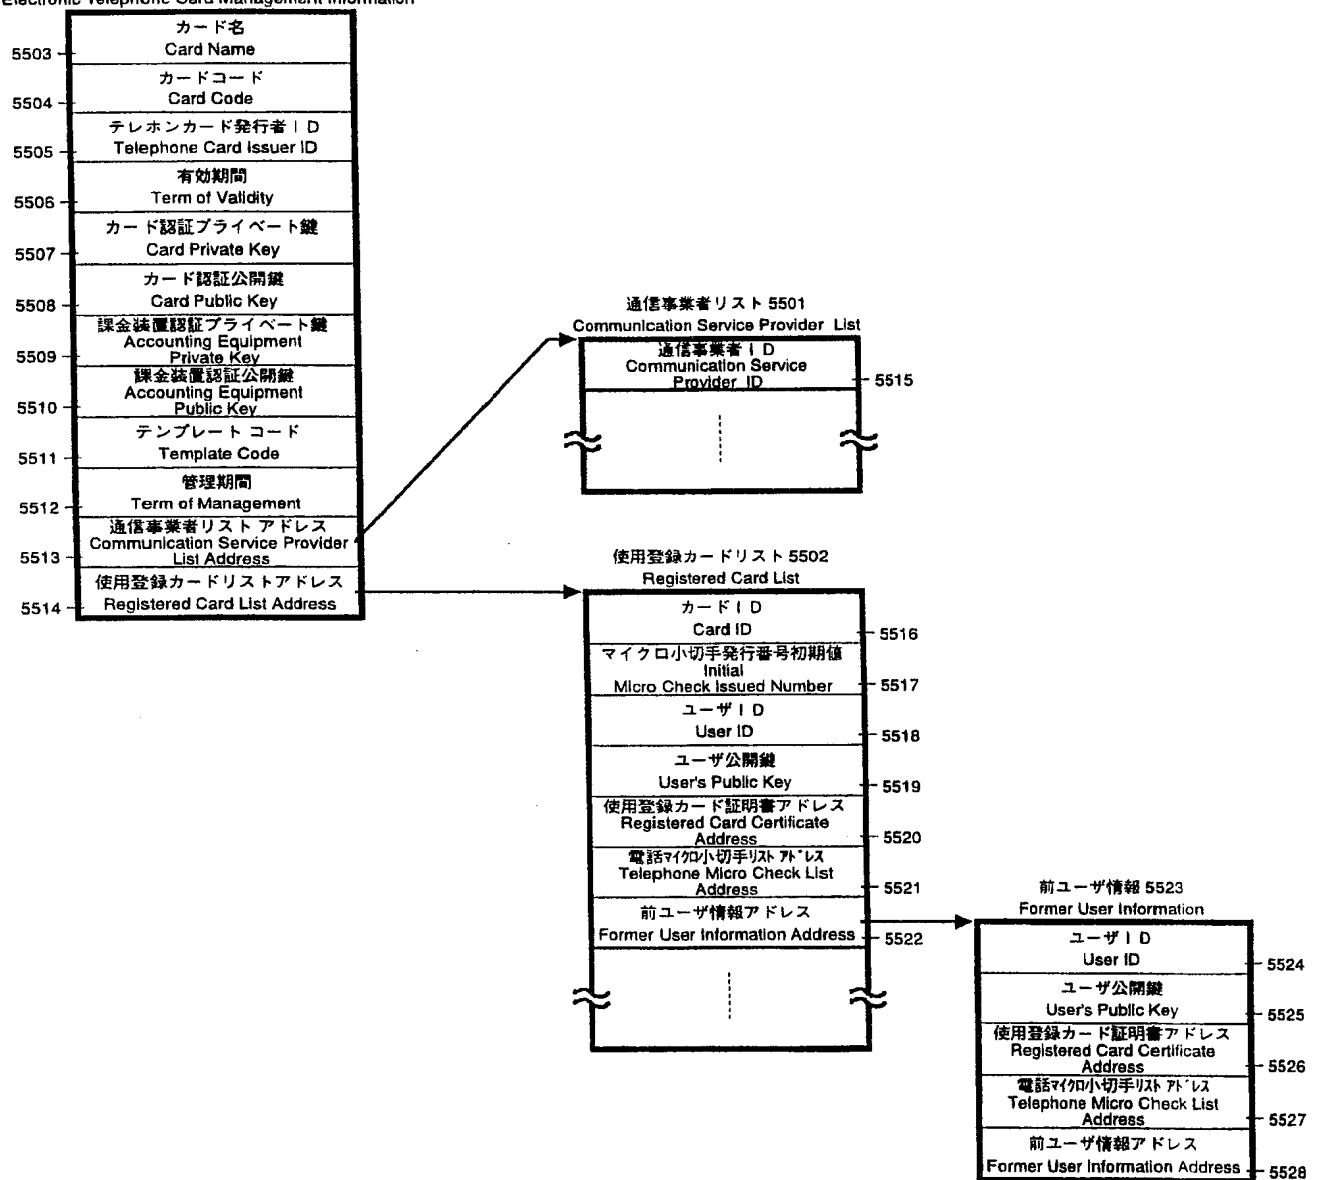 Electronic Telephone Card Management Information
カード名
Card Name
5503
カードコード
Card Code
5504
テレホンカード発行者ID
Telephone Card Issuer ID
5505
有効期間
Term of Validity
5506
カード認証プライベート鍵
Card Private Key
5507
カード認証公開鍵
Card Public Key
5508
課金装置認証プライベート鍵
Accounting Equipment
Private Key
5509
課金装置認証公開鍵
Accounting Equipment
Public Key
5510
テンプレート コード
Template Code
5511
管理期間
Term of Management
5512
通信事業者リスト アドレス
Communication Service Provider
List Address
5513
使用登録カードリストアドレス
Registered Card List Address
5514
通信事業者リスト 5501
Communication Service Provider List
通信事業者ID
Communication Service
Provider ID
5515
使用登録カードリスト 5502
Registered Card List
カードID
Card ID
5516
マイクロ小切手発行番号初期値
Initial
Micro Check Issued Number
5517
ユーザID
User ID
5518
ユーザ公開鍵
User's Public Key
5519
使用登録カード証明書アドレス
Registered Card Certificate
Address
5520
電話マイクロ小切手リスト アドレス
Telephone Micro Check List
Address
5521
前ユーザ情報アドレス
Former User Information Address
5522
前ユーザ情報 5523
Former User Information
ユーザID
User ID
5524
ユーザ公開鍵
User's Public Key
5525
使用登録カード証明書アドレス
Registered Card Certificate
Address
5526
電話マイクロ小切手リスト アドレス
Telephone Micro Check List
Address
5527
前ユーザ情報アドレス
Former User Information Address
5528